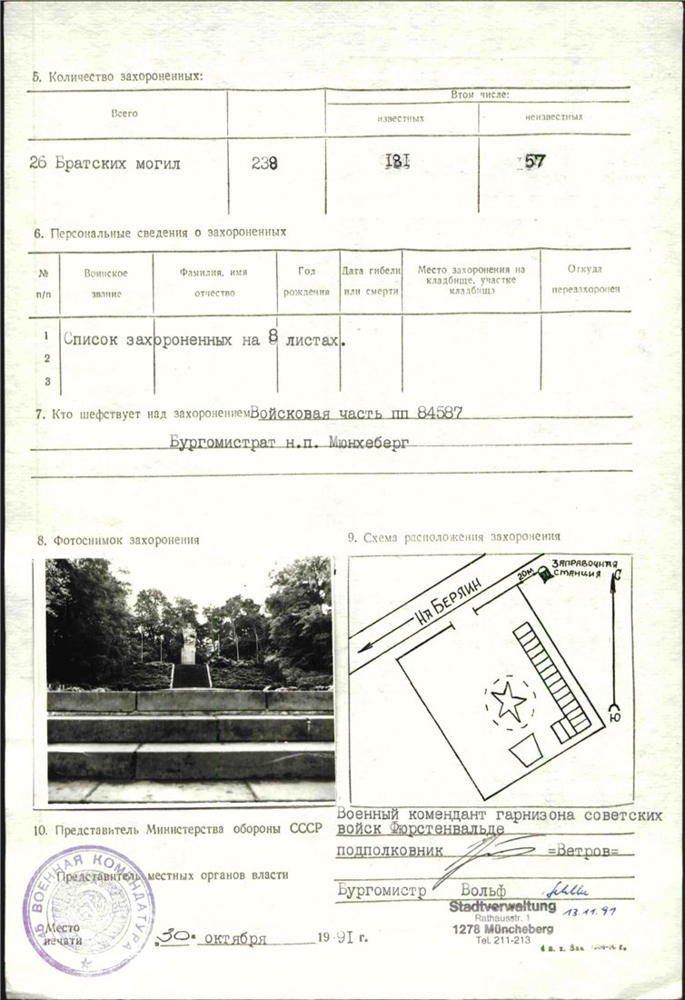 5. Количество захороненных:
Всего
Втом числе:
известных
неизвестных
26 Братских могил 238 181 57
6. Персональные сведения о захороненных
№ п/п
Воинское звание
Фамилия, имя отчество
Год рождения
Дата гибели или смерти
Место захоронения на кладбище, участке кладбища
Откуда перезахоронен
1
Список захороненных на 8 листах.
2
3
7. Кто шефствует над захоронением Войсковая часть пп 84587
Бургомистрат н.п. Мюнхеберг
8. Фотоснимок захоронения
9. Схема расположения захоронения
НА БЕРЛИН
20м
ЗАПРАВОЧНАЯ
СТАНЦИЯ
С
Ю
10. Представитель Министерства обороны СССР
Военный комендант гарнизона советских
войск Фюрстенвальде
подполковник =Ветров=
Представитель местных органов власти
Бургомистр Вольф
ВОЕННАЯ КОМЕНДАТУРА
Место
печати
"30" октября 1991 г.
Stadtverwaltung
Rathausstr. 1
1278 Müncheberg
Tel. 211-213
13.11.91